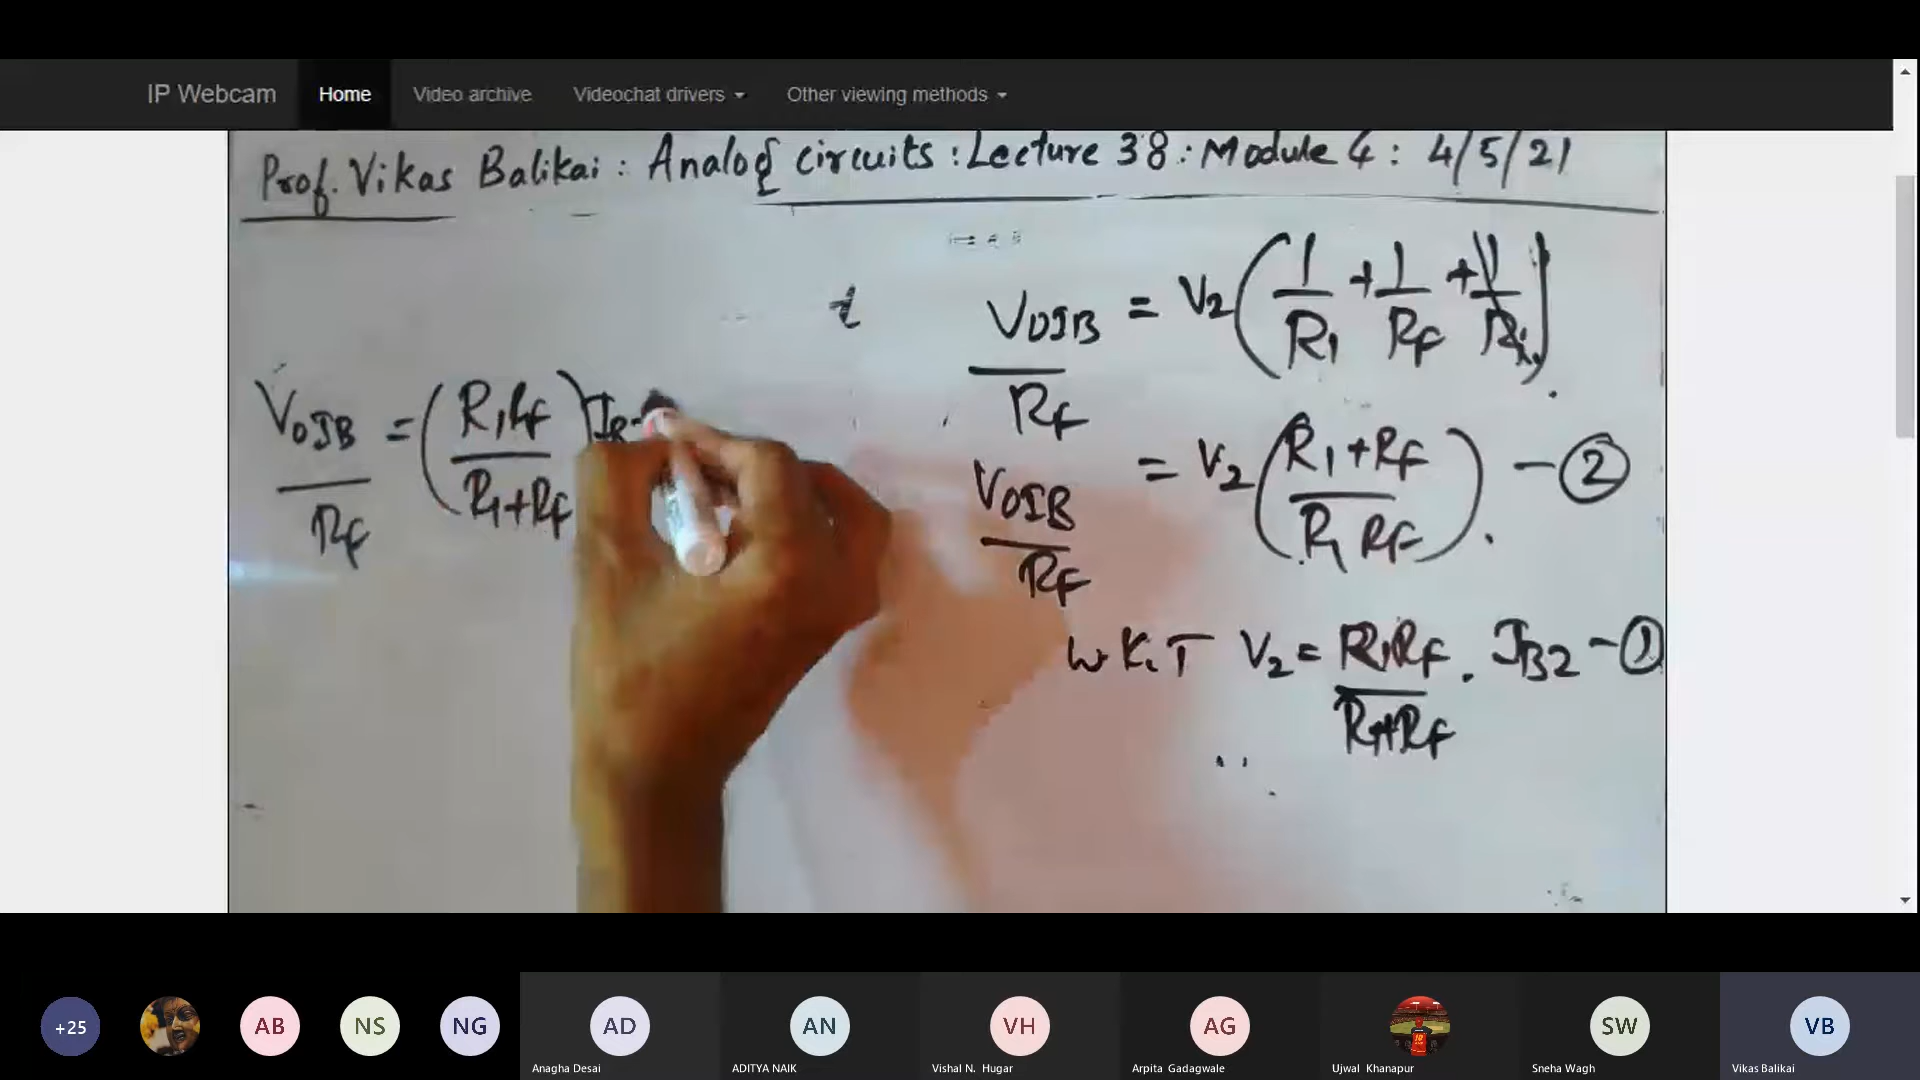 IP Webcam Home Video archive Videochat drivers Other viewing methods
Prof. Vikas Balikai : Analog circuits : Lecture 38 : Module 4 : 4/5/21
VOIB/RF = V2 (1/R1 + 1/RF + 1/Ri)
VOIB/RF = V2 (R1+RF / R1 RF) . — ②
W.K.T V2 = R1RF/R1+RF . IB2 — ①
VOIB/RF = (R1RF/R1+RF) IB
+25 AB NS NG AD AN VH AG SW VB
Anagha Desai ADITYA NAIK Vishal N. Hugar Arpita Gadagwale Ujwal Khanapur Sneha Wagh Vikas Balikai